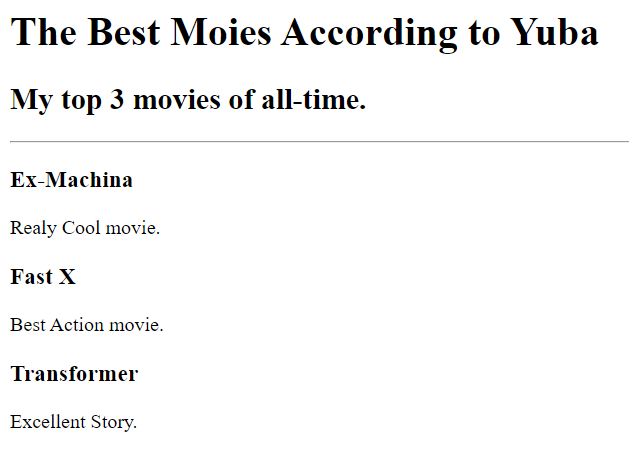 The Best Moies According to Yuba
My top 3 movies of all-time.
Ex-Machina
Realy Cool movie.
Fast X
Best Action movie.
Transformer
Excellent Story.